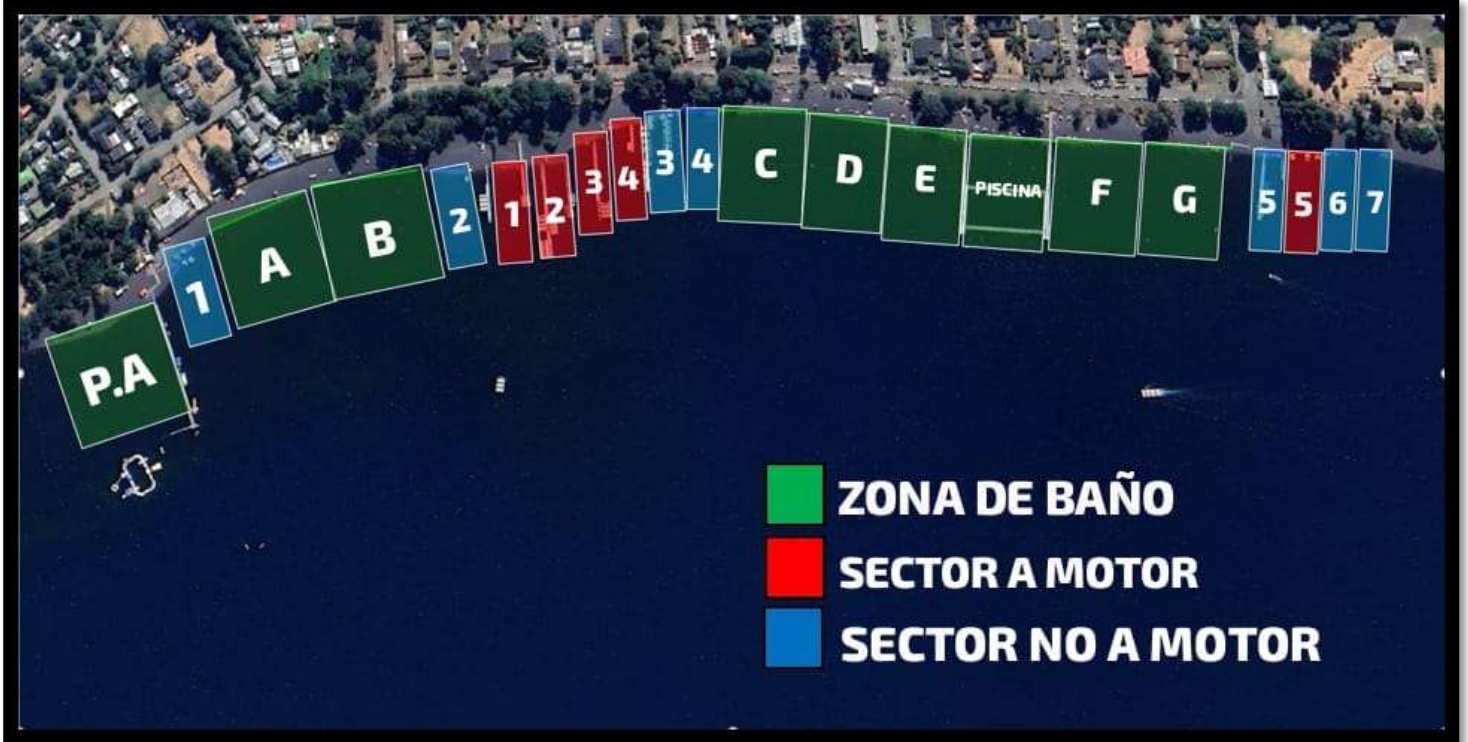 P.A
1
A
B
2
1
2
3
4
3
4
C
D
E
PISCINA
F
G
5
5
6
7
ZONA DE BAÑO
SECTOR A MOTOR
SECTOR NO A MOTOR